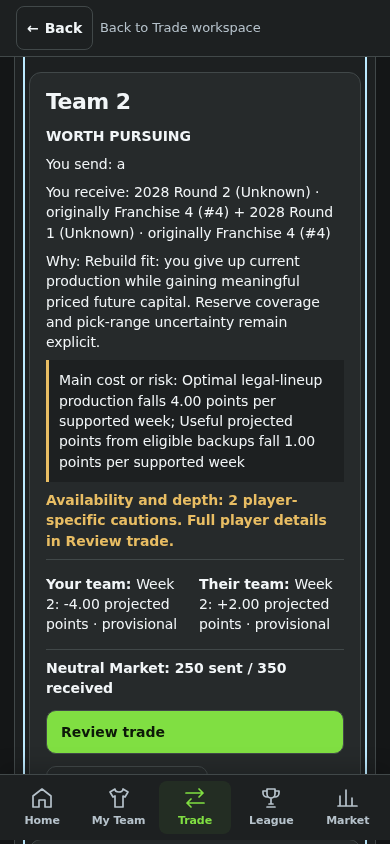 ← Back
Back to Trade workspace
Team 2
WORTH PURSUING
You send: a
You receive: 2028 Round 2 (Unknown) ·
originally Franchise 4 (#4) + 2028 Round
1 (Unknown) · originally Franchise 4 (#4)
Why: Rebuild fit: you give up current
production while gaining meaningful
priced future capital. Reserve coverage
and pick-range uncertainty remain
explicit.
Main cost or risk: Optimal legal-lineup
production falls 4.00 points per
supported week; Useful projected
points from eligible backups fall 1.00
points per supported week
Availability and depth: 2 player-
specific cautions. Full player details
in Review trade.
Your team: Week
2: -4.00 projected
points · provisional
Their team: Week
2: +2.00 projected
points · provisional
Neutral Market: 250 sent / 350
received
Review trade
Home
My Team
Trade
League
Market